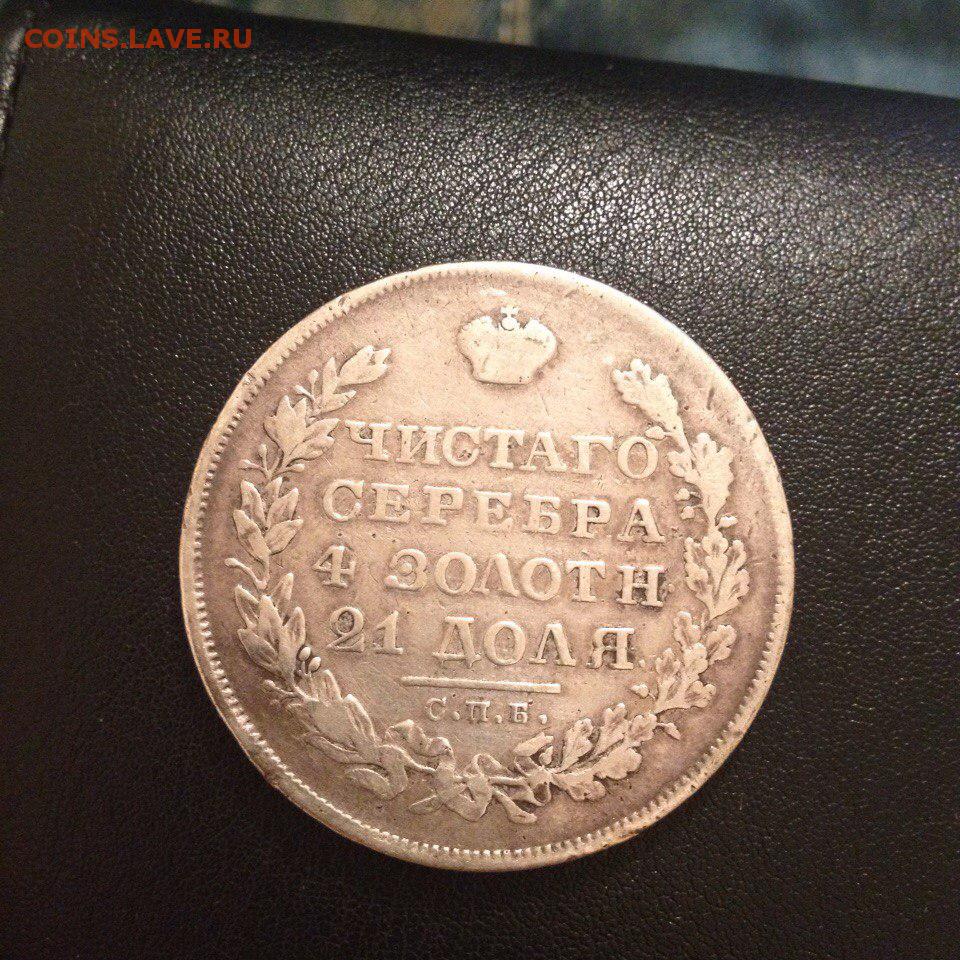 COINS.LAVE.RU
ЧИСТАГО
СЕРЕБРА
4 ЗОЛОТН
21 ДОЛЯ
С.П.Б.